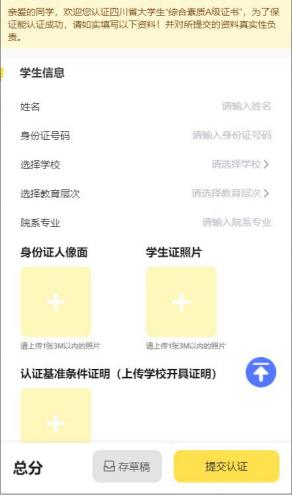 亲爱的同学，欢迎您认证四川省大学生“综合素质A级证书”，为了保
证能认证成功，请如实填写以下资料！并对所提交的资料真实性负
责。
学生信息
姓名 请输入姓名
身份证号码 请输入身份证号码
选择学校 请选择学校
选择教育层次 请选择教育层次
院系专业 请输入院系专业
身份证人像面 学生证照片
请上传1张3M以内的照片 请上传1张3M以内的照片
认证基准条件证明（上传学校开具证明）
总分 存草稿 提交认证